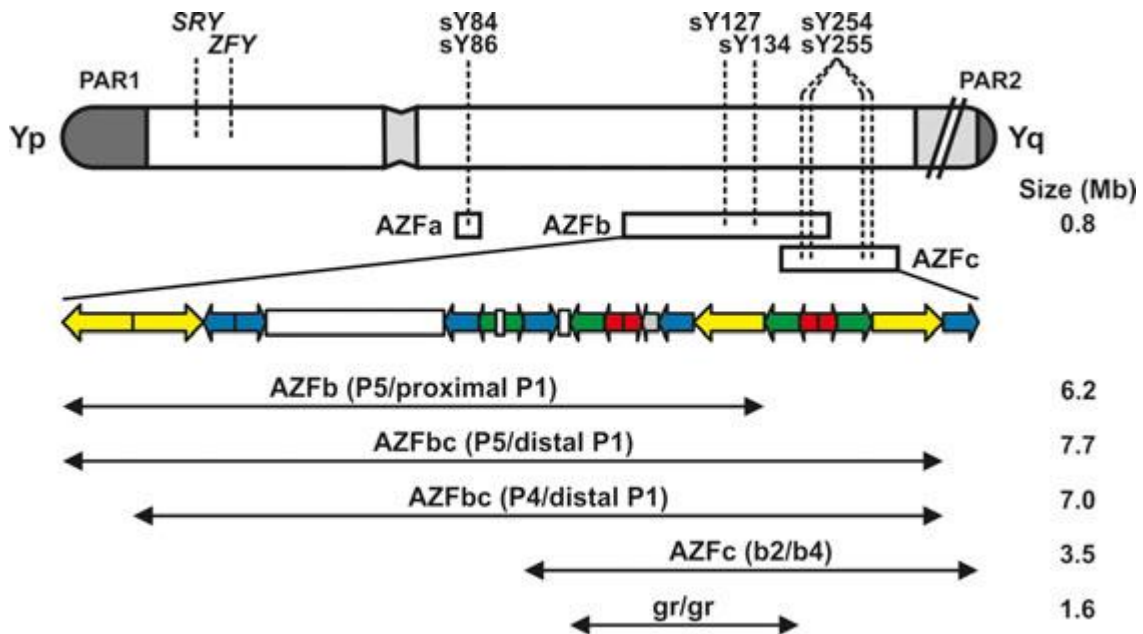 SRY
ZFY
sY84
sY86
sY127
sY134
sY254
sY255
PAR1
PAR2
Yp
Yq
Size (Mb)
AZFa
AZFb
0.8
AZFc
AZFb (P5/proximal P1)
6.2
AZFbc (P5/distal P1)
7.7
AZFbc (P4/distal P1)
7.0
AZFc (b2/b4)
3.5
gr/gr
1.6